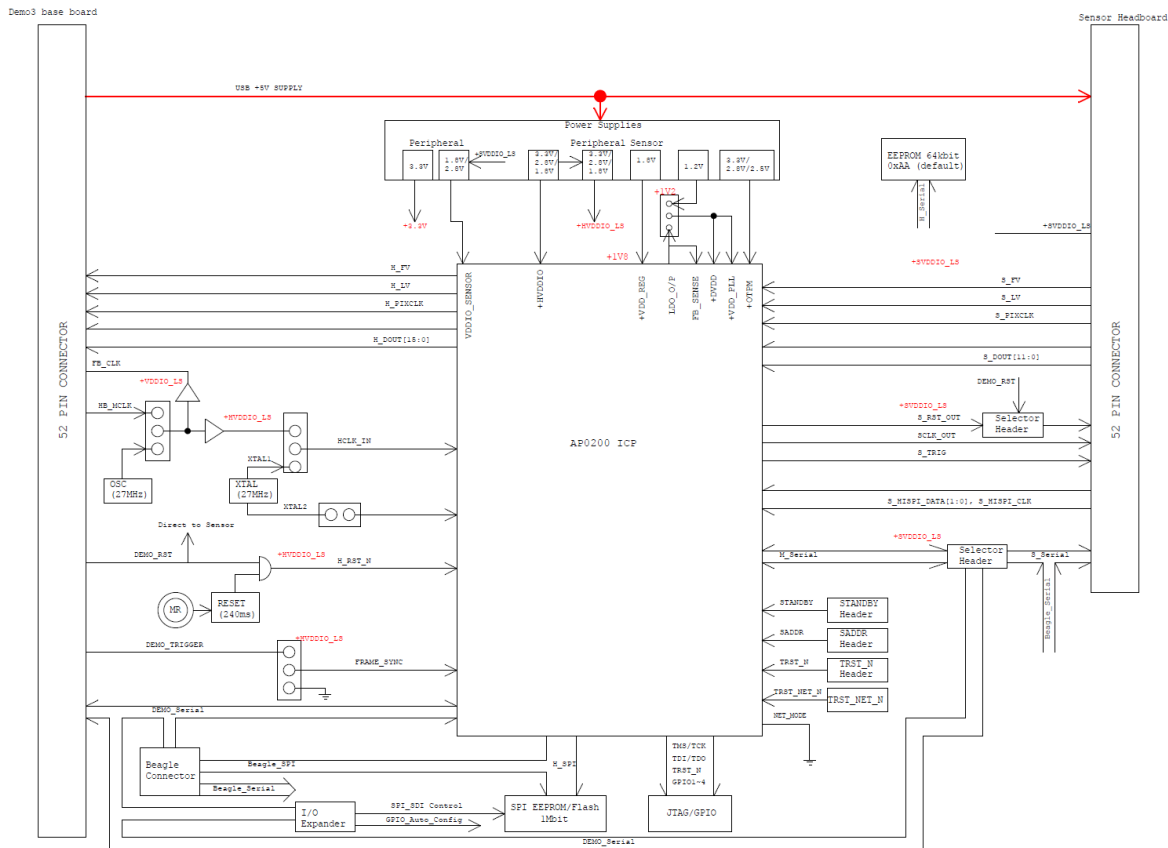 Demo3 base board
Sensor Headboard
USB +5V SUPPLY
Power Supplies
Peripheral
Peripheral Sensor
3.3V
1.8V/
2.8V
+SVDDIO_LS
3.3V/
2.8V/
1.8V
3.3V/
2.8V/
1.8V
1.8V
1.2V
3.3V/
2.8V/2.5V
EEPROM 64kbit
0xAA (default)
H_Serial
+1V2
+3.3V
+HVDDIO_LS
+SVDDIO_LS
+1V8
+SVDDIO_LS
VDDIO_SENSOR
+HVDDIO
+VDD_REG
LDO_O/P
FB_SENSE
+DVDD
+VDD_PLL
+OTPM
H_FV
H_LV
H_PIXCLK
H_DOUT[15:0]
S_FV
S_LV
S_PIXCLK
S_DOUT[11:0]
52 PIN CONNECTOR
52 PIN CONNECTOR
FB_CLK
+VDDIO_LS
HB_MCLK
+HVDDIO_LS
HCLK_IN
XTAL1
OSC
(27MHz)
XTAL
(27MHz)
XTAL2
AP0200 ICP
DEMO_RST
+SVDDIO_LS
S_RST_OUT
Selector
Header
SCLK_OUT
S_TRIG
S_HISPI_DATA[1:0], S_HISPI_CLK
Direct to Sensor
DEMO_RST
+HVDDIO_LS
H_RST_N
MR
RESET
(240ms)
+SVDDIO_LS
M_Serial
Selector
Header
S_Serial
Beagle_Serial
STANDBY
STANDBY
Header
SADDR
SADDR
Header
TRST_N
TRST_N
Header
TRST_NET_N
TRST_NET_N
NET_MODE
DEMO_TRIGGER
+HVDDIO_LS
FRAME_SYNC
DEMO_Serial
Beagle
Connector
Beagle_SPI
Beagle_Serial
H_SPI
TMS/TCK
TDI/TDO
TRST_N
GPIO1~4
I/O
Expander
SPI_SDI Control
GPIO_Auto_Config
SPI EEPROM/Flash
1Mbit
JTAG/GPIO
DEMO_Serial